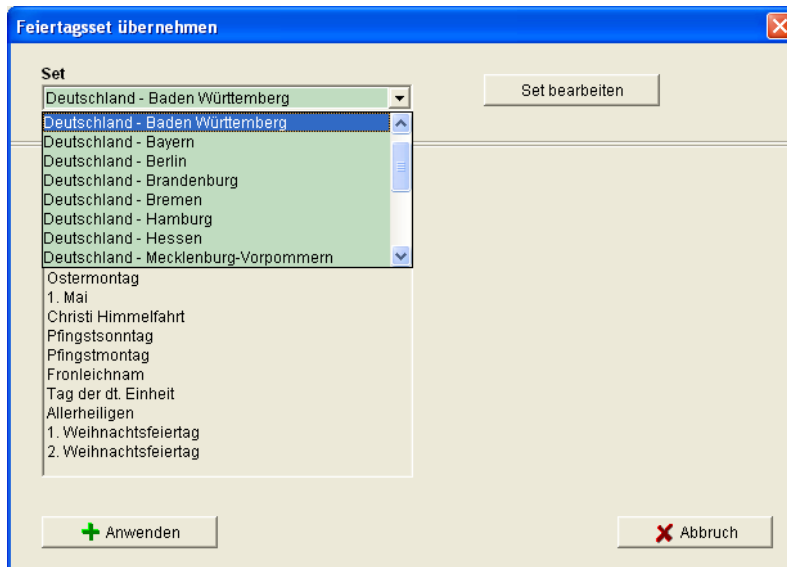 Feiertagsset übernehmen
Set
Deutschland - Baden Württemberg
Set bearbeiten
Deutschland - Baden Württemberg
Deutschland - Bayern
Deutschland - Berlin
Deutschland - Brandenburg
Deutschland - Bremen
Deutschland - Hamburg
Deutschland - Hessen
Deutschland - Mecklenburg-Vorpommern
Ostermontag
1. Mai
Christi Himmelfahrt
Pfingstsonntag
Pfingstmontag
Fronleichnam
Tag der dt. Einheit
Allerheiligen
1. Weihnachtsfeiertag
2. Weihnachtsfeiertag
Anwenden
Abbruch